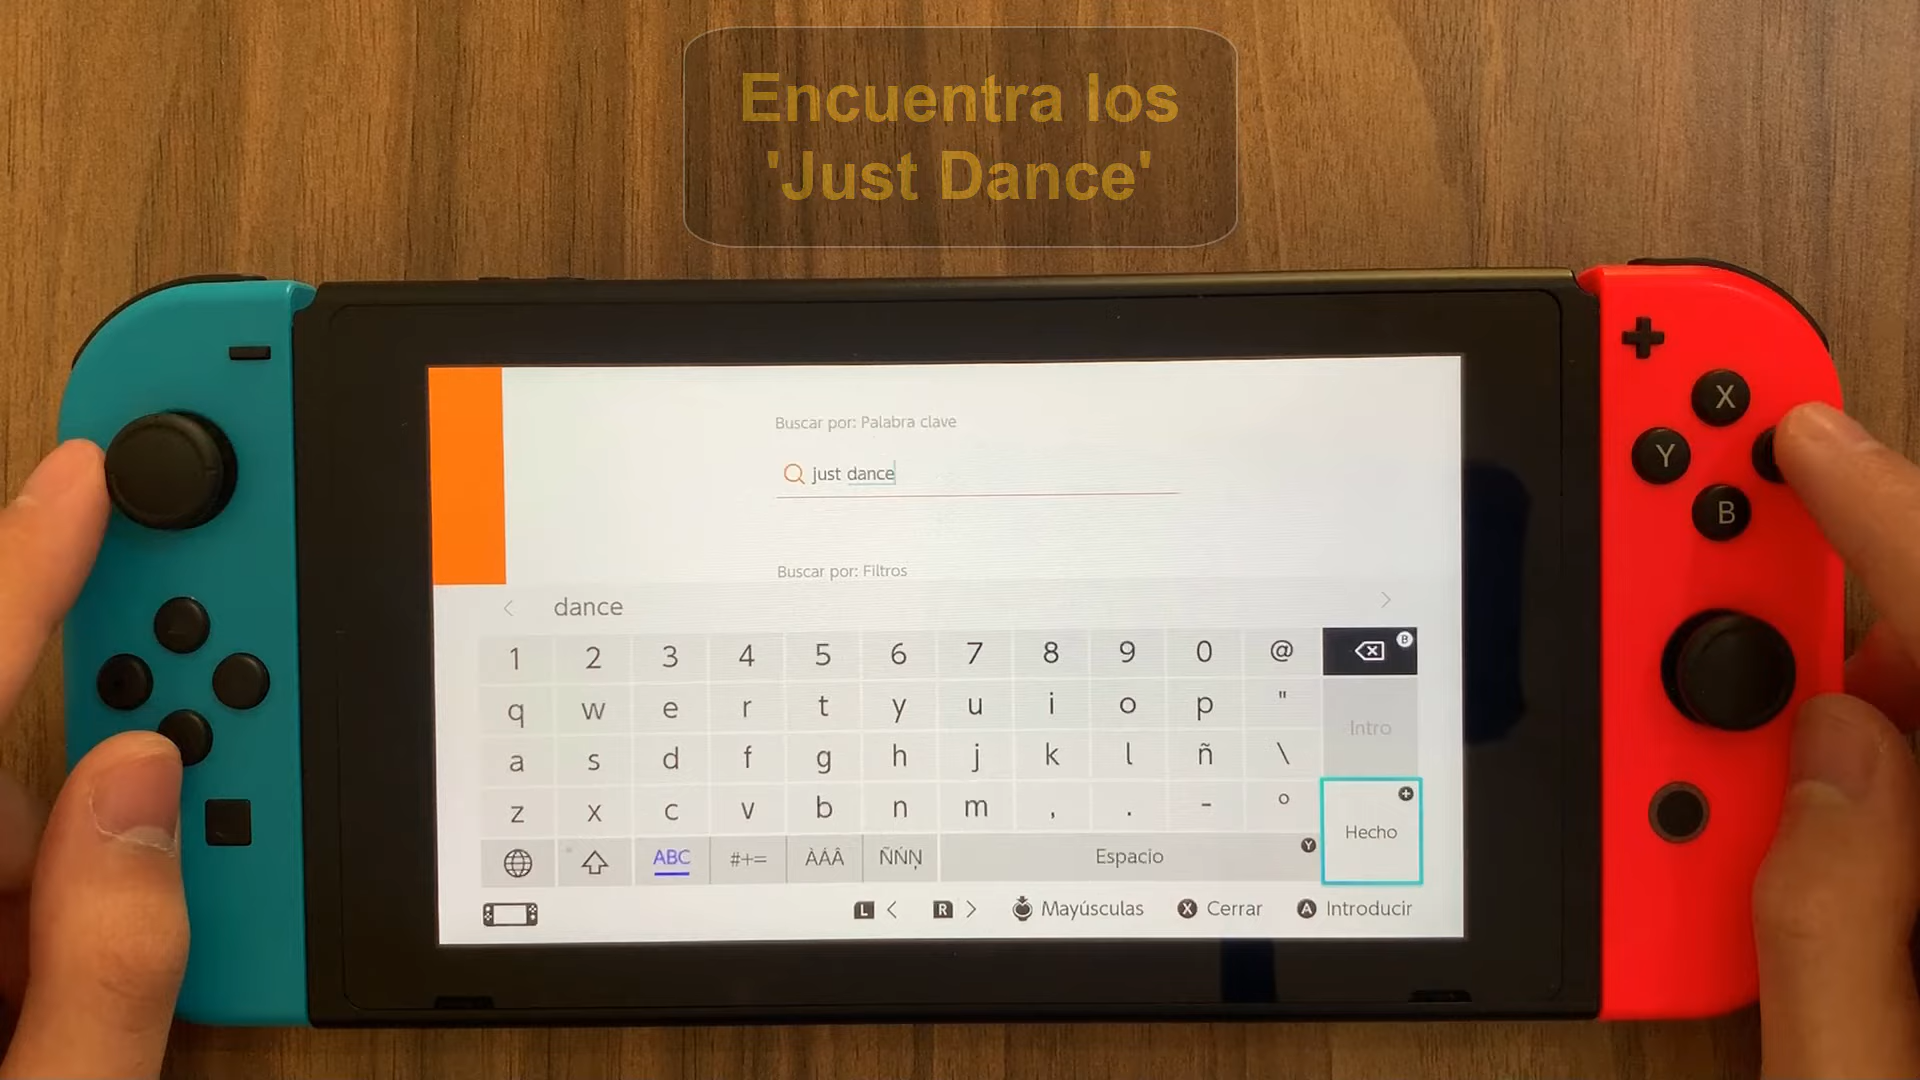 Encuentra los
'Just Dance'
Buscar por: Palabra clave
just dance
Buscar por: Filtros
< dance >
1 2 3 4 5 6 7 8 9 0 @ B
q w e r t y u i o p "
Intro
a s d f g h j k l ñ \
z x c v b n m , . - º
Hecho
ABC #+= ÀÁÂ ÑŃŅ Espacio Y
L < R > Mayúsculas X Cerrar A Introducir
X
Y
B